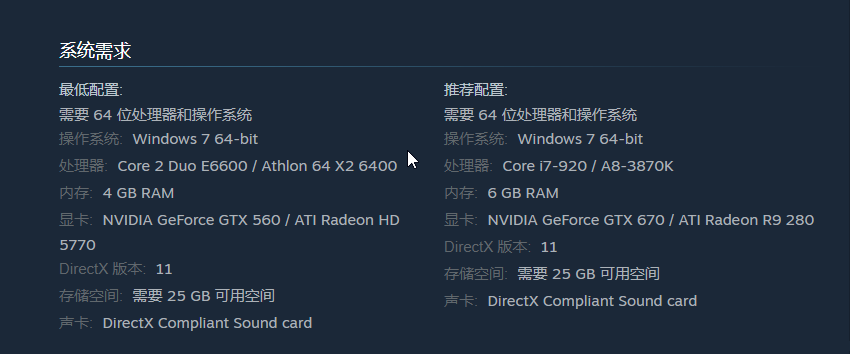 系统需求
最低配置:
需要 64 位处理器和操作系统
操作系统: Windows 7 64-bit
处理器: Core 2 Duo E6600 / Athlon 64 X2 6400
内存: 4 GB RAM
显卡: NVIDIA GeForce GTX 560 / ATI Radeon HD
5770
DirectX 版本: 11
存储空间: 需要 25 GB 可用空间
声卡: DirectX Compliant Sound card
推荐配置:
需要 64 位处理器和操作系统
操作系统: Windows 7 64-bit
处理器: Core i7-920 / A8-3870K
内存: 6 GB RAM
显卡: NVIDIA GeForce GTX 670 / ATI Radeon R9 280
DirectX 版本: 11
存储空间: 需要 25 GB 可用空间
声卡: DirectX Compliant Sound card